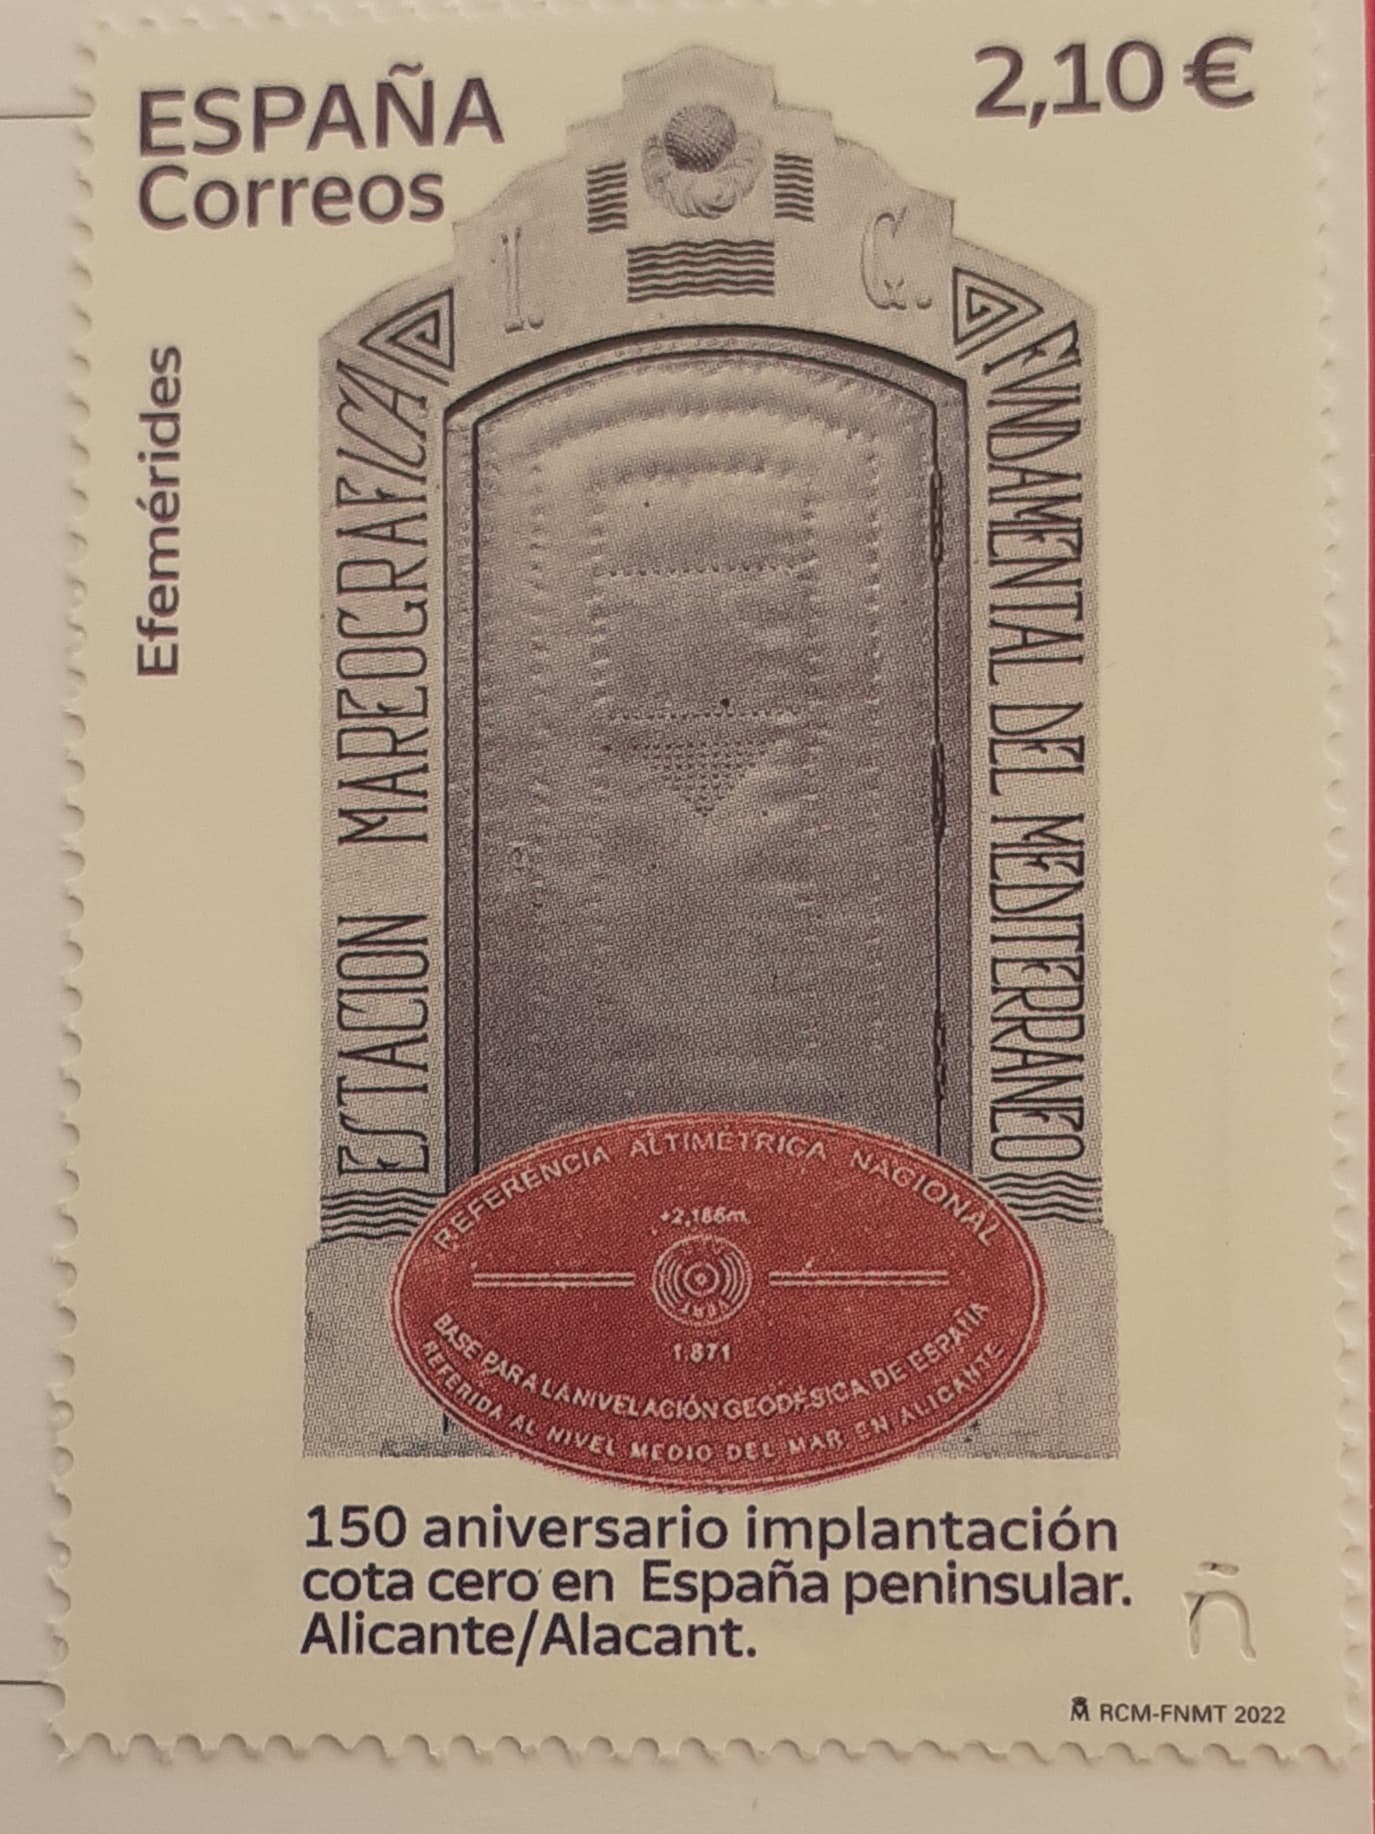 ESPAÑA
Correos
2,10 €
Efemérides
I. G.
ESTACION MAREOGRAFICA
FVNDAMENTAL DEL MEDITERRANEO
REFERENCIA ALTIMÉTRICA NACIONAL
+2,186m.
1.871
BASE PARA LA NIVELACIÓN GEODÉSICA DE ESPAÑA
REFERIDA AL NIVEL MEDIO DEL MAR EN ALICANTE
150 aniversario implantación
cota cero en España peninsular.
Alicante/Alacant.
ñ
RCM-FNMT 2022